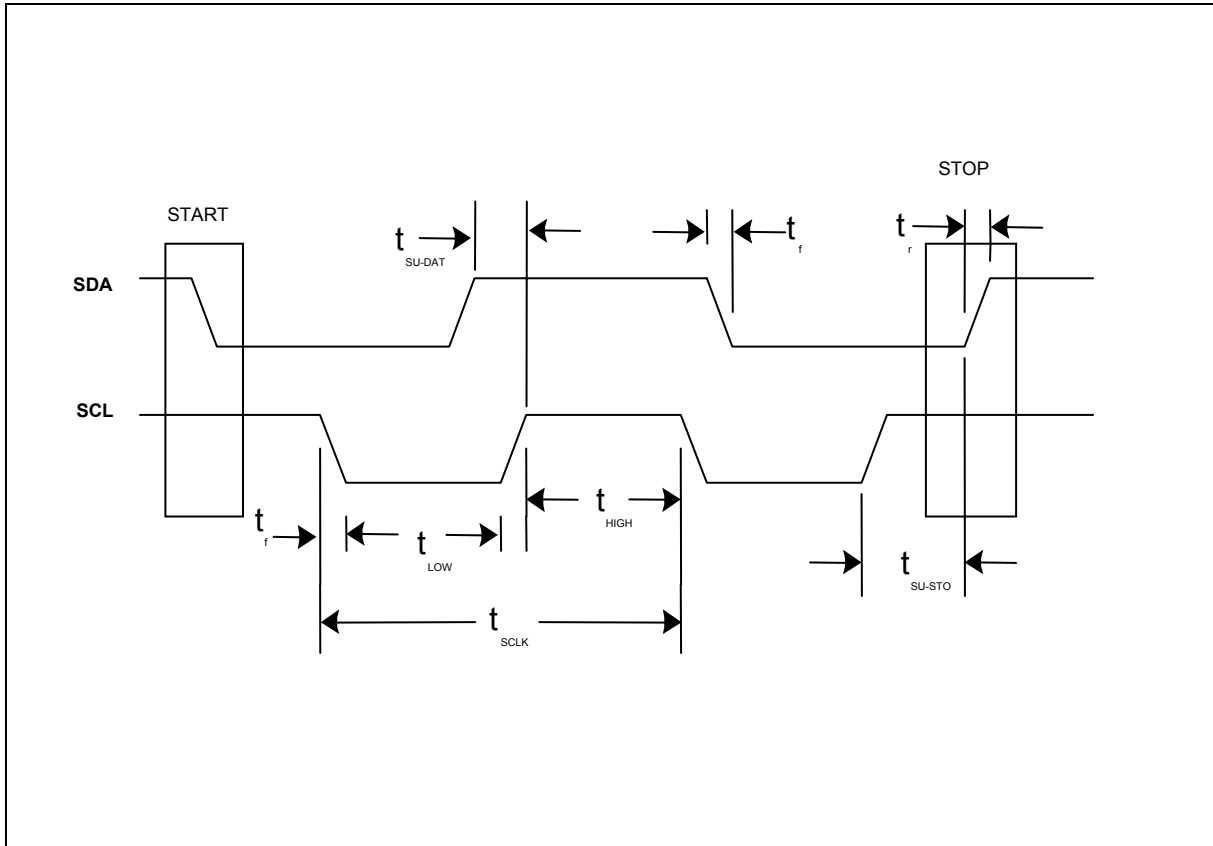 STOP
START
t SU-DAT
t f
t r
SDA
SCL
t f
t LOW
t HIGH
t SU-STO
t SCLK